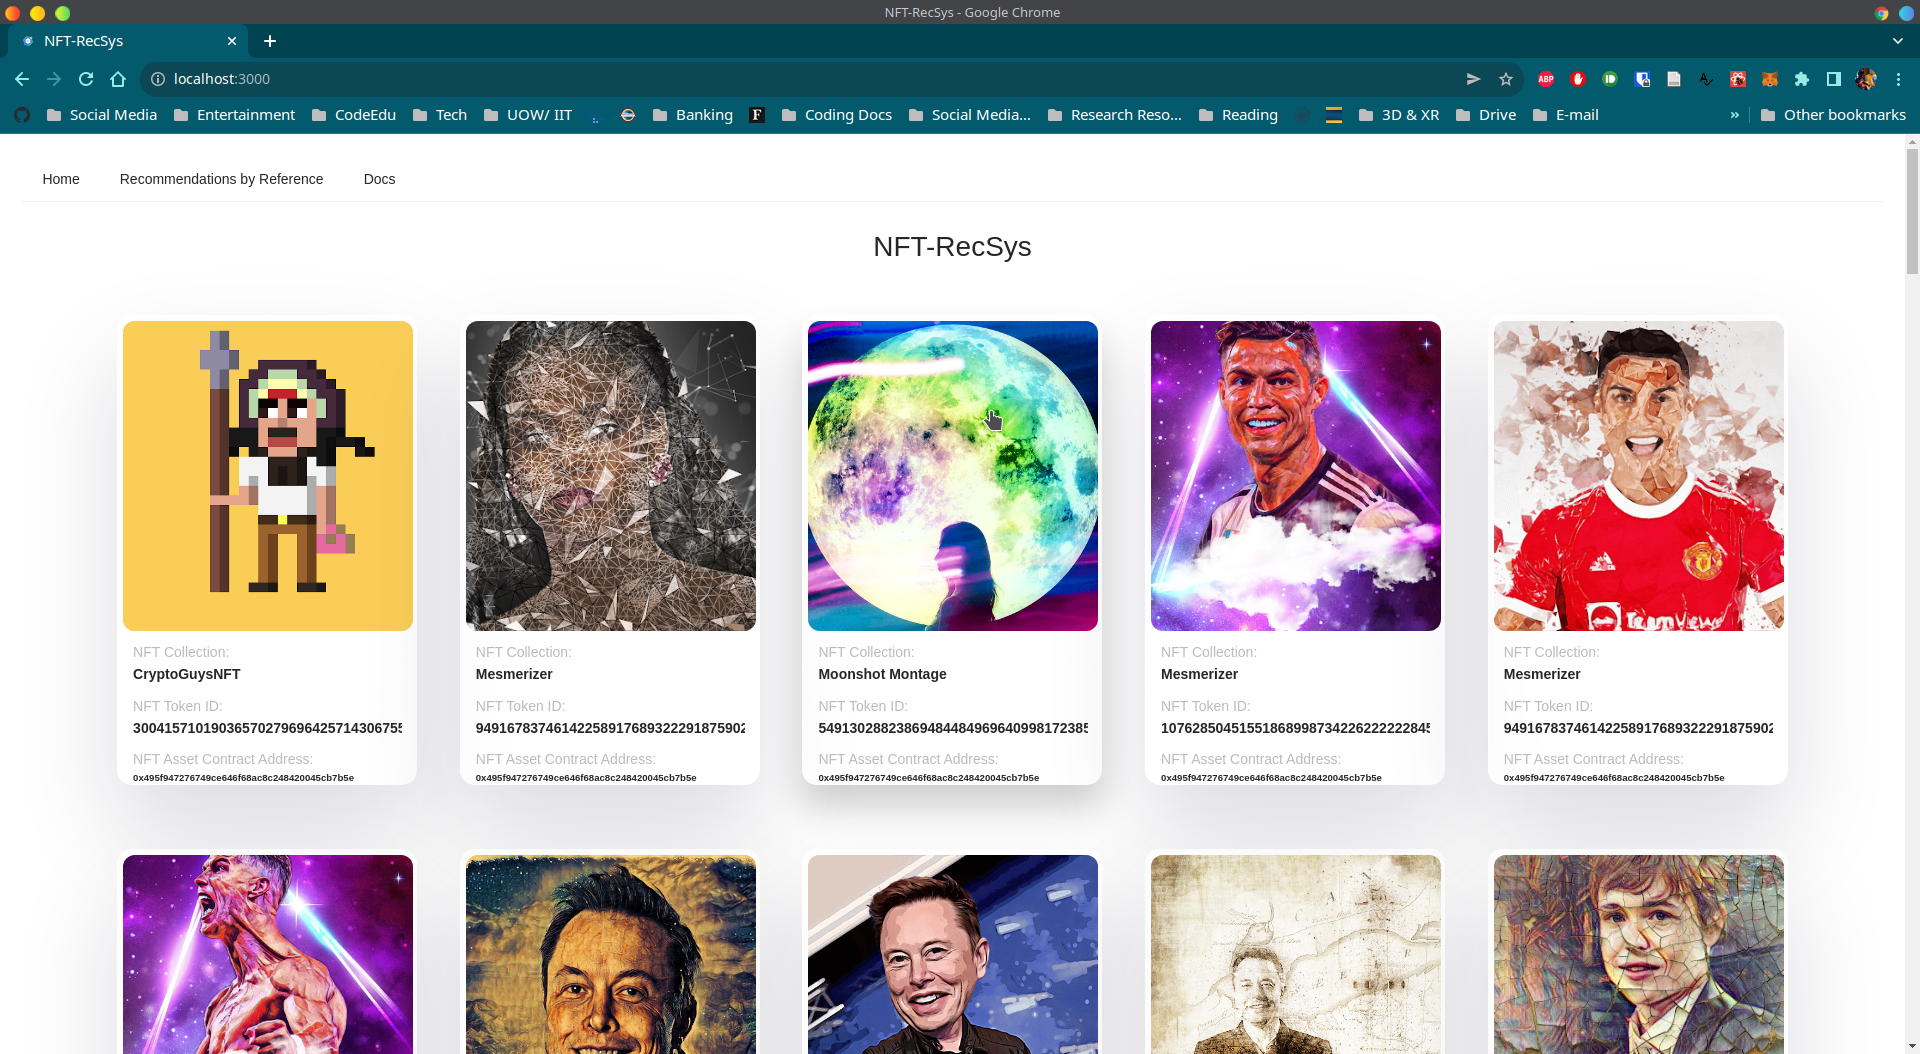 NFT-RecSys - Google Chrome
NFT-RecSys
localhost:3000
ABP
Social Media
Entertainment
CodeEdu
Tech
UOW/ IIT
Banking
F
Coding Docs
Social Media...
Research Reso...
Reading
3D & XR
Drive
E-mail
»
Other bookmarks
Home
Recommendations by Reference
Docs
NFT-RecSys
TeamViewer
NFT Collection:
CryptoGuysNFT
NFT Token ID:
30041571019036570279696425714306755
NFT Asset Contract Address:
0x495f947276749ce646f68ac8c248420045cb7b5e
NFT Collection:
Mesmerizer
NFT Token ID:
94916783746142258917689322291875902
NFT Asset Contract Address:
0x495f947276749ce646f68ac8c248420045cb7b5e
NFT Collection:
Moonshot Montage
NFT Token ID:
54913028823869484484969640998172385
NFT Asset Contract Address:
0x495f947276749ce646f68ac8c248420045cb7b5e
NFT Collection:
Mesmerizer
NFT Token ID:
10762850451551868998734226222222845
NFT Asset Contract Address:
0x495f947276749ce646f68ac8c248420045cb7b5e
NFT Collection:
Mesmerizer
NFT Token ID:
94916783746142258917689322291875902
NFT Asset Contract Address:
0x495f947276749ce646f68ac8c248420045cb7b5e